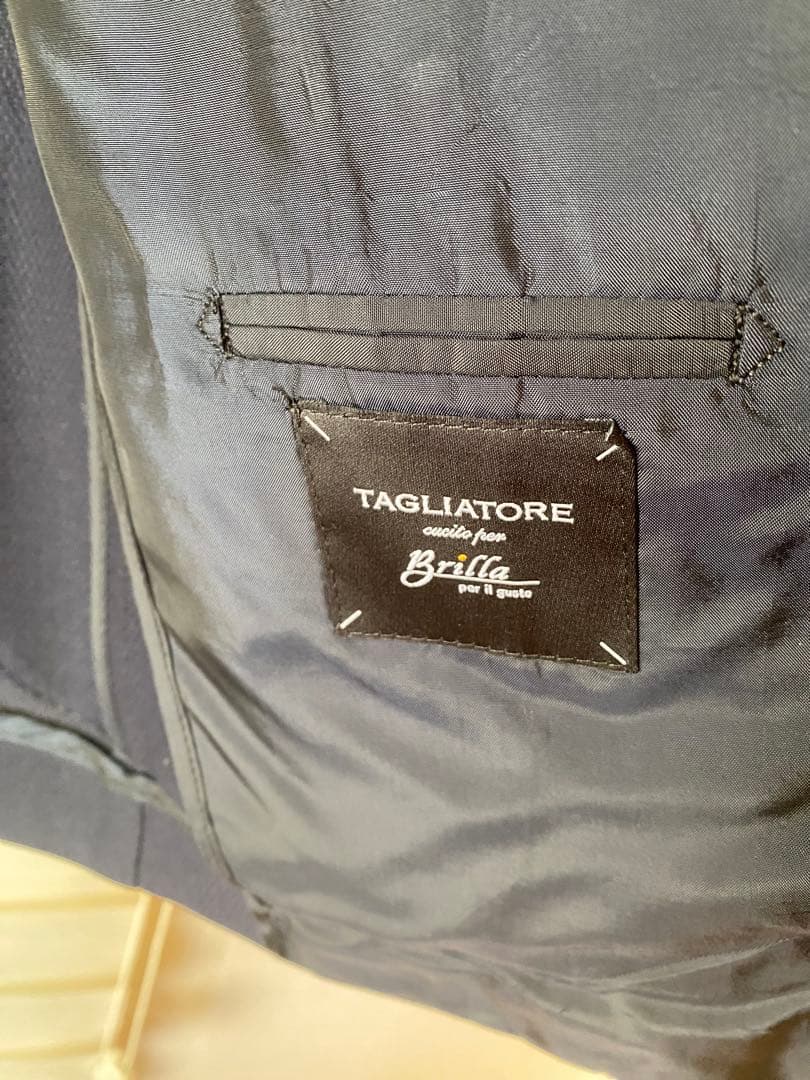 TAGLIATORE
cucito per
Brilla
per il gusto